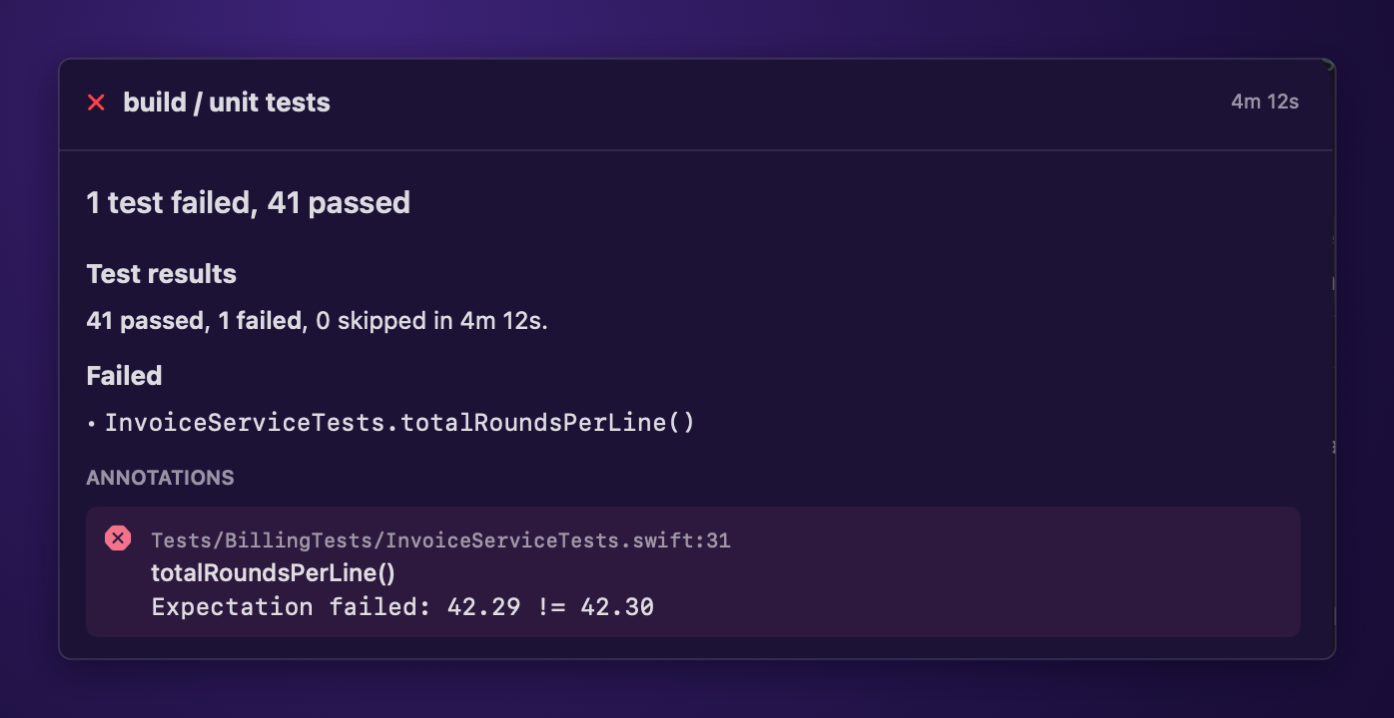 build / unit tests
4m 12s
1 test failed, 41 passed
Test results
41 passed, 1 failed, 0 skipped in 4m 12s.
Failed
• InvoiceServiceTests.totalRoundsPerLine()
ANNOTATIONS
Tests/BillingTests/InvoiceServiceTests.swift:31
totalRoundsPerLine()
Expectation failed: 42.29 != 42.30